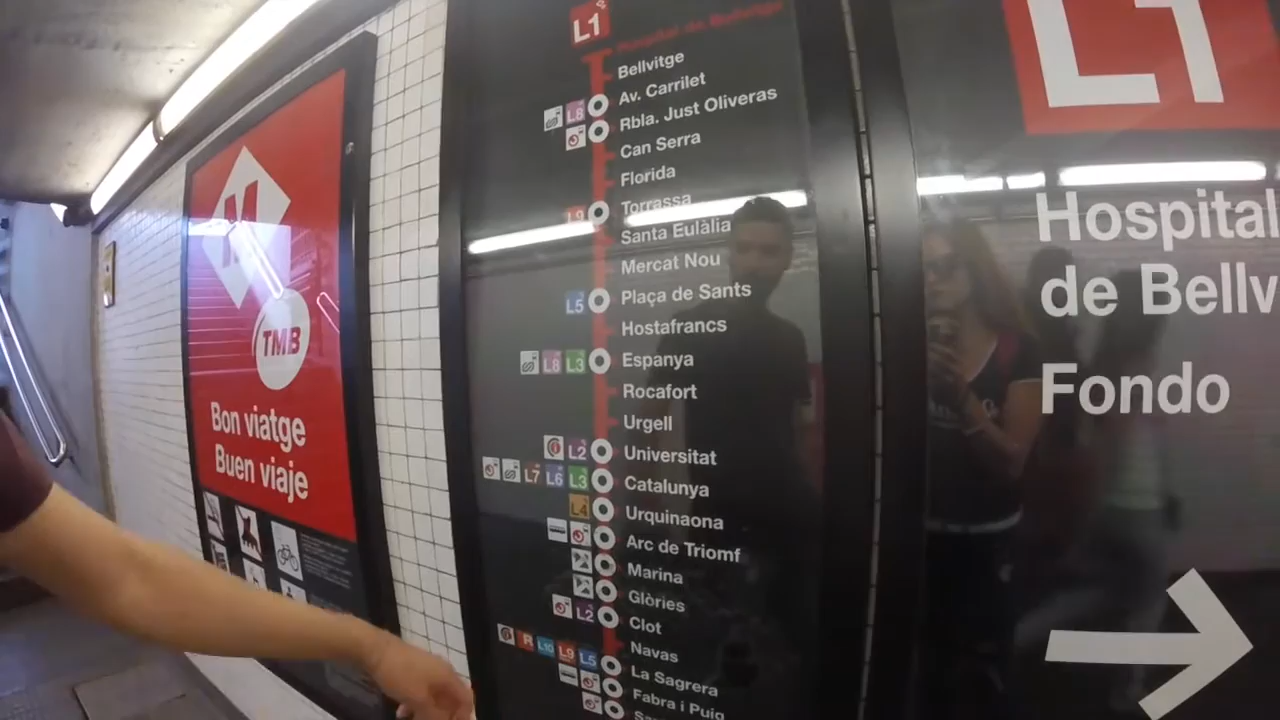 M
TMB
Bon viatge
Buen viaje
L1
Hospital de Bellvitge
Bellvitge
Av. Carrilet
L8
Rbla. Just Oliveras
Can Serra
Florida
Torrassa
L9
Santa Eulàlia
Mercat Nou
Plaça de Sants
L5
Hostafrancs
Espanya
L8 L3
Rocafort
Urgell
Universitat
L2
Catalunya
L7 L6 L3
Urquinaona
L4
Arc de Triomf
Marina
Glòries
Clot
L2
Navas
La Sagrera
R L10 L9 L5
Fabra i Puig
L1
Hospital
de Bellv
Fondo